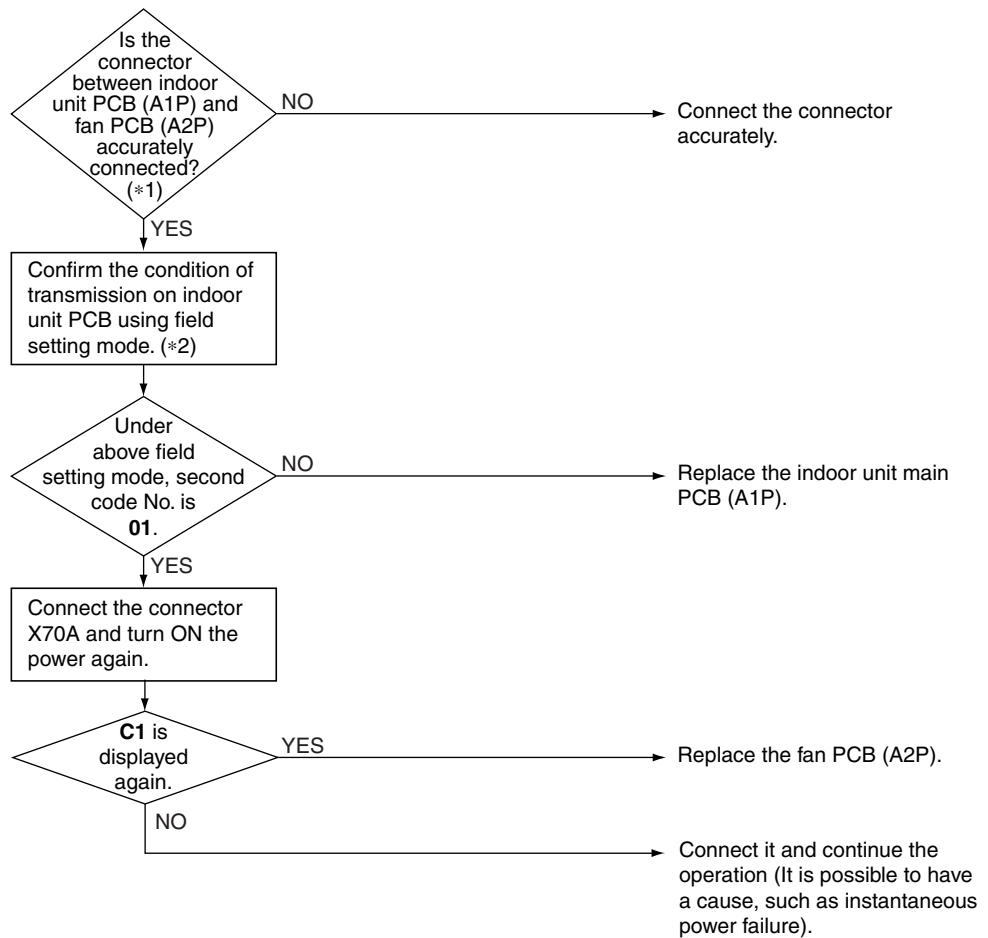 Is the
connector
between indoor
unit PCB (A1P) and
fan PCB (A2P)
accurately
connected?
(*1)
NO
Connect the connector
accurately.
YES
Confirm the condition of
transmission on indoor
unit PCB using field
setting mode. (*2)
Under
above field
setting mode, second
code No. is
01.
NO
Replace the indoor unit main
PCB (A1P).
YES
Connect the connector
X70A and turn ON the
power again.
C1 is
displayed
again.
YES
Replace the fan PCB (A2P).
NO
Connect it and continue the
operation (It is possible to have
a cause, such as instantaneous
power failure).